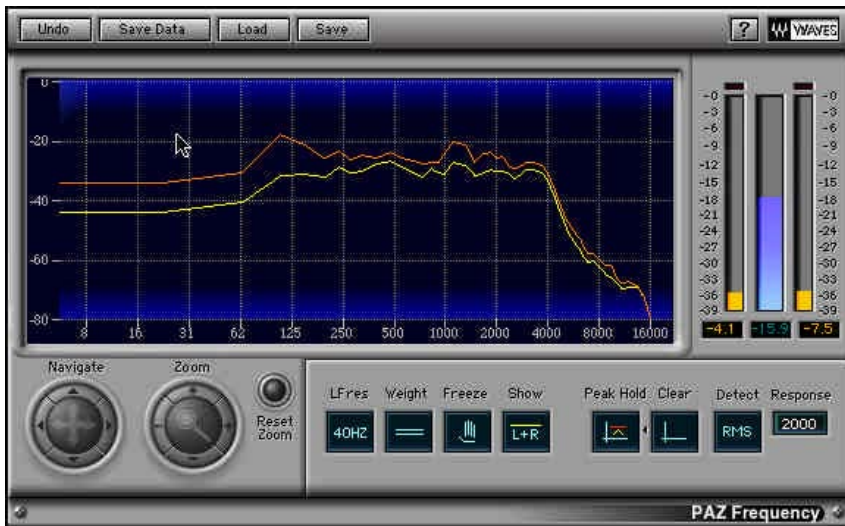 Undo Save Data Load Save ? WAVES
0
-20
-40
-60
-80
8 16 31 62 125 250 500 1000 2000 4000 8000 16000
-0 -0
-3 -3
-6 -6
-9 -9
-12 -12
-15 -15
-18 -18
-21 -21
-24 -24
-27 -27
-30 -30
-33 -33
-36 -36
-39 -39
-4.1 -15.9 -7.5
Navigate Zoom
Reset
Zoom
LFres Weight Freeze Show Peak Hold Clear Detect Response
40HZ L+R RMS 2000
PAZ Frequency